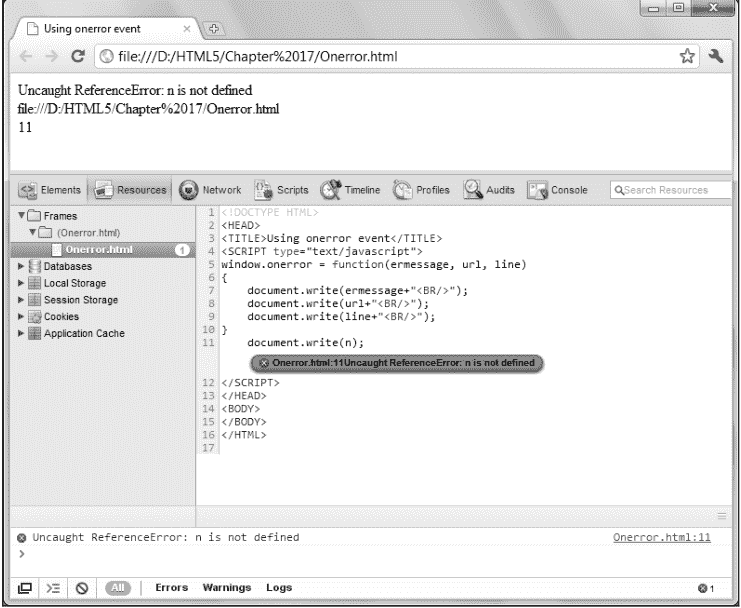 Using onerror event
file:///D:/HTML5/Chapter%2017/Onerror.html
Uncaught ReferenceError: n is not defined
file:///D:/HTML5/Chapter%2017/Onerror.html
11
Elements Resources Network Scripts Timeline Profiles Audits Console Search Resources
Frames
(Onerror.html)
Onerror.html 1
Databases
Local Storage
Session Storage
Cookies
Application Cache
1 <!DOCTYPE HTML>
2 <HEAD>
3 <TITLE>Using onerror event</TITLE>
4 <SCRIPT type="text/javascript">
5 window.onerror = function(ermessage, url, line)
6 {
7 document.write(ermessage+"<BR/>");
8 document.write(url+"<BR/>");
9 document.write(line+"<BR/>");
10 }
11 document.write(n);
Onerror.html:11Uncaught ReferenceError: n is not defined
12 </SCRIPT>
13 </HEAD>
14 <BODY>
15 </BODY>
16 </HTML>
17
Uncaught ReferenceError: n is not defined Onerror.html:11
>
All Errors Warnings Logs 1